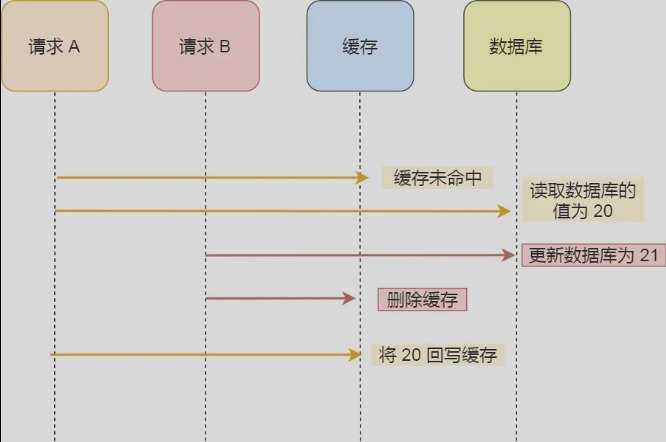 请求 A
请求 B
缓存
数据库
缓存未命中
读取数据库的
值为 20
更新数据库为 21
删除缓存
将 20 回写缓存